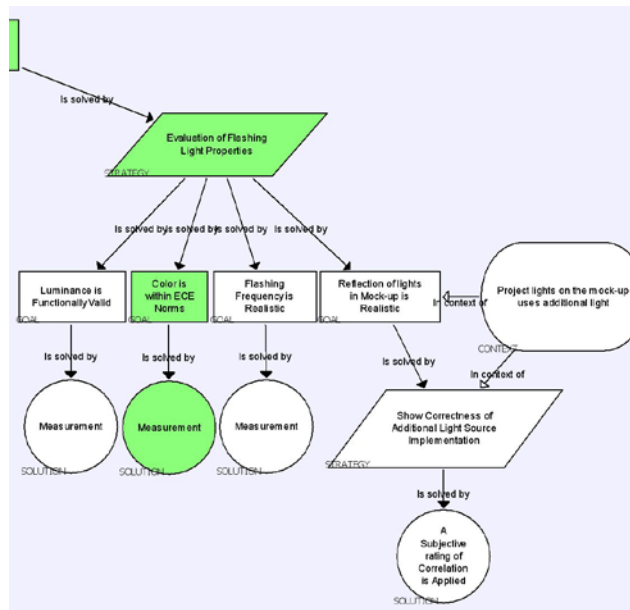 Is solved by
Evaluation of Flashing
Light Properties
STRATEGY
Is solved by
Is solved by
Is solved by
Is solved by
Luminance is
Functionally Valid
GOAL
Color is
within ECE
Norms
GOAL
Flashing
Frequency is
Realistic
GOAL
Reflection of lights
in Mock-up is
Realistic
GOAL
In context of
Project lights on the mock-up
uses additional light
CONTEXT
Is solved by
Is solved by
Is solved by
Is solved by
In context of
Measurement
SOLUTION
Measurement
SOLUTION
Measurement
SOLUTION
Show Correctness of
Additional Light Source
Implementation
STRATEGY
Is solved by
A
Subjective
rating of
Correlation
is Applied
SOLUTION